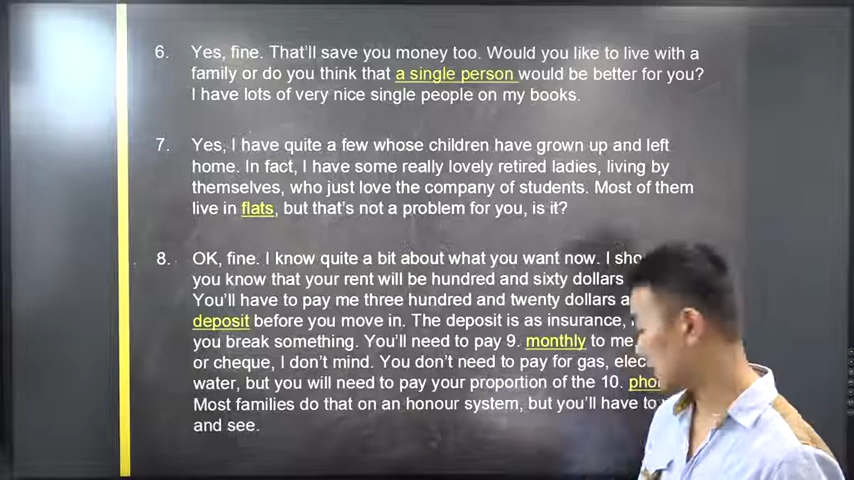 6. Yes, fine. That'll save you money too. Would you like to live with a
family or do you think that a single person would be better for you?
I have lots of very nice single people on my books.
7. Yes, I have quite a few whose children have grown up and left
home. In fact, I have some really lovely retired ladies, living by
themselves, who just love the company of students. Most of them
live in flats, but that's not a problem for you, is it?
8. OK, fine. I know quite a bit about what you want now. I
you know that your rent will be hundred and sixty dollars
You'll have to pay me three hundred and twenty dollars
deposit before you move in. The deposit is as insurance,
you break something. You'll need to pay 9. monthly to me,
or cheque, I don't mind. You don't need to pay for gas,
water, but you will need to pay your proportion of the 10.
Most families do that on an honour system, but you'll have to
and see.